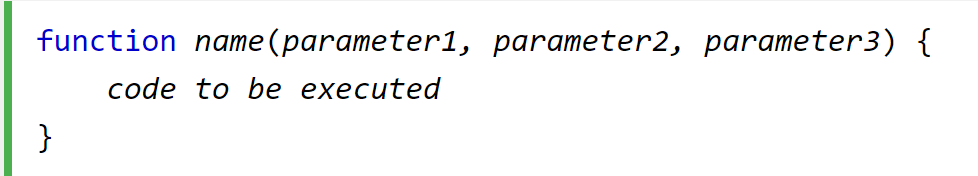 function name(parameter1, parameter2, parameter3) {
    code to be executed
}